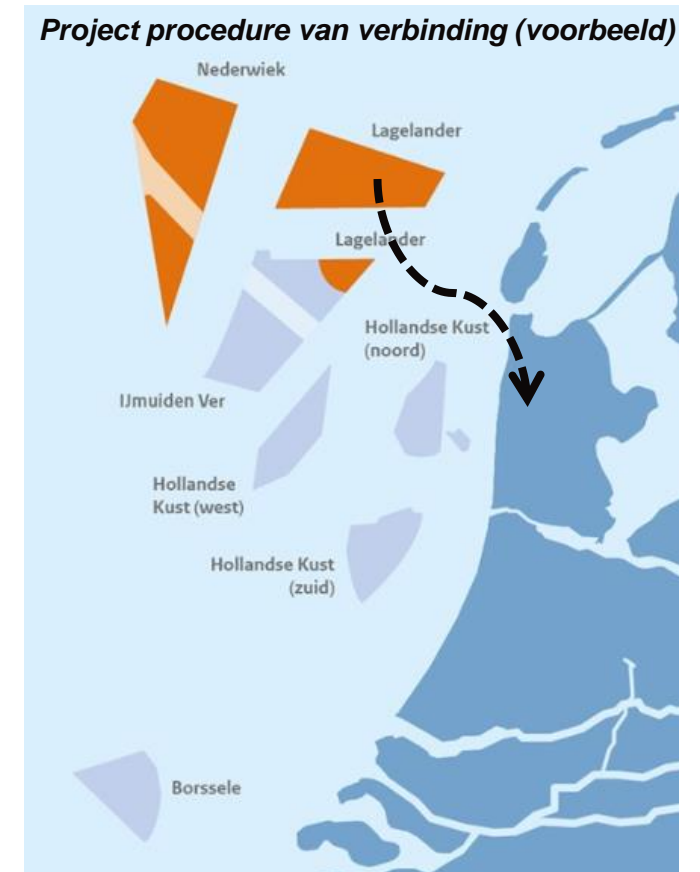 Project procedure van verbinding (voorbeeld)
Nederwiek
Lagelander
Lagelander
Hollandse Kust
(noord)
IJmuiden Ver
Hollandse
Kust (west)
Hollandse Kust
(zuid)
Borssele